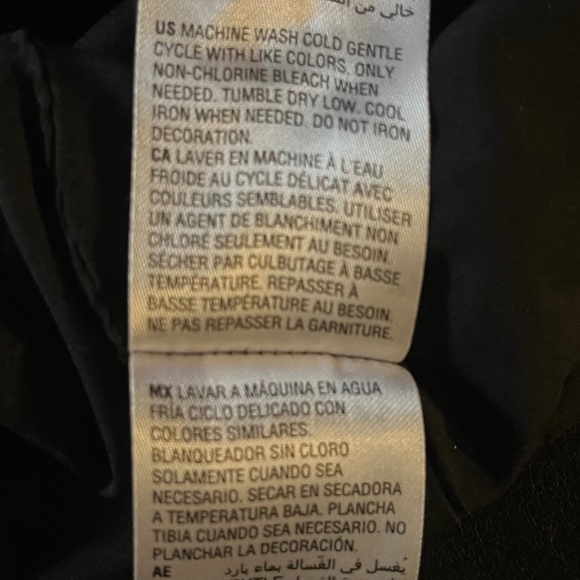 خالي من
US MACHINE WASH COLD GENTLE
CYCLE WITH LIKE COLORS. ONLY
NON-CHLORINE BLEACH WHEN
NEEDED. TUMBLE DRY LOW. COOL
IRON WHEN NEEDED. DO NOT IRON
DECORATION.
CA LAVER EN MACHINE À L'EAU
FROIDE AU CYCLE DÉLICAT AVEC
COULEURS SEMBLABLES. UTILISER
UN AGENT DE BLANCHIMENT NON
CHLORÉ SEULEMENT AU BESOIN.
SÉCHER PAR CULBUTAGE À BASSE
TEMPÉRATURE. REPASSER À
BASSE TEMPÉRATURE AU BESOIN.
NE PAS REPASSER LA GARNITURE.
MX LAVAR A MÁQUINA EN AGUA
FRÍA CICLO DELICADO CON
COLORES SIMILARES.
BLANQUEADOR SIN CLORO
SOLAMENTE CUANDO SEA
NECESARIO. SECAR EN SECADORA
A TEMPERATURA BAJA. PLANCHA
TIBIA CUANDO SEA NECESARIO. NO
PLANCHAR LA DECORACIÓN.
AE يُغسل في الغسالة بماء بارد